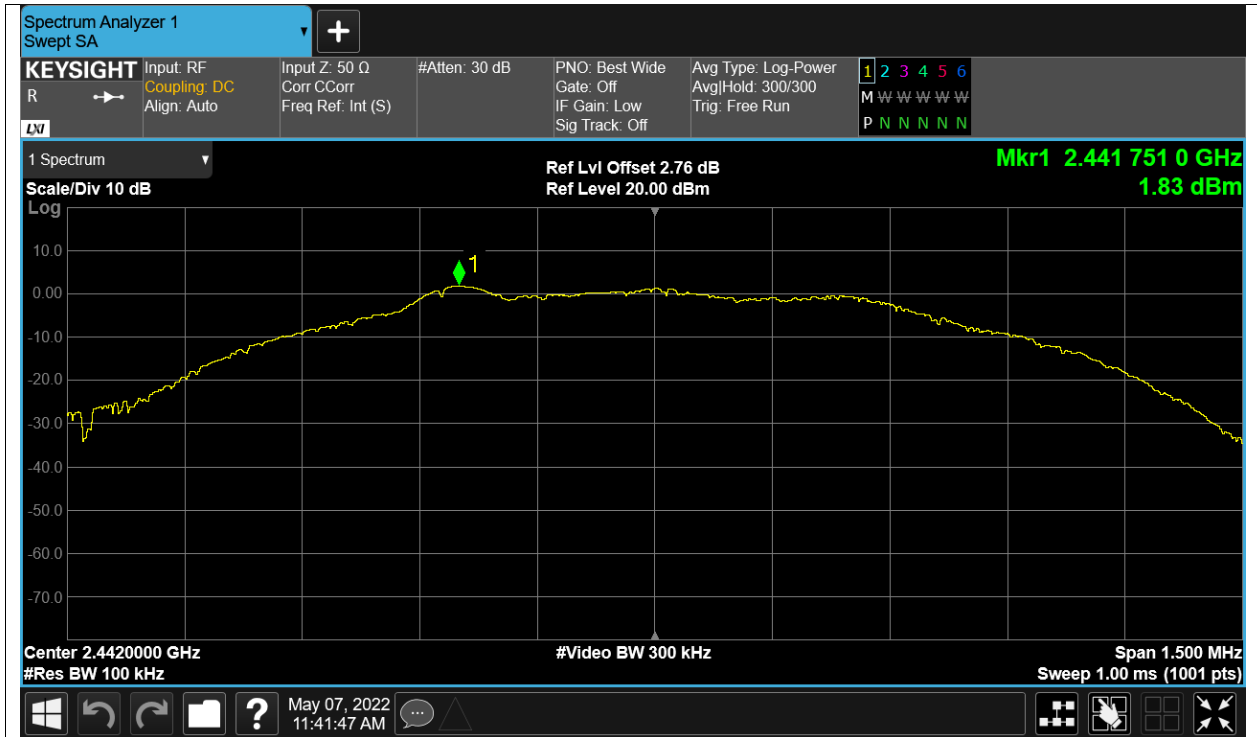 Spectrum Analyzer 1
Swept SA
+
KEYSIGHT
R
LXI
Input: RF
Coupling: DC
Align: Auto
Input Z: 50 Ω
Corr CCorr
Freq Ref: Int (S)
#Atten: 30 dB
PNO: Best Wide
Gate: Off
IF Gain: Low
Sig Track: Off
Avg Type: Log-Power
Avg|Hold: 300/300
Trig: Free Run
1 2 3 4 5 6
M W W W W W
P N N N N N
1 Spectrum
Scale/Div 10 dB
Log
Ref Lvl Offset 2.76 dB
Ref Level 20.00 dBm
Mkr1 2.441 751 0 GHz
1.83 dBm
10.0
0.00
-10.0
-20.0
-30.0
-40.0
-50.0
-60.0
-70.0
1
Center 2.4420000 GHz
#Res BW 100 kHz
#Video BW 300 kHz
Span 1.500 MHz
Sweep 1.00 ms (1001 pts)
?
May 07, 2022
11:41:47 AM